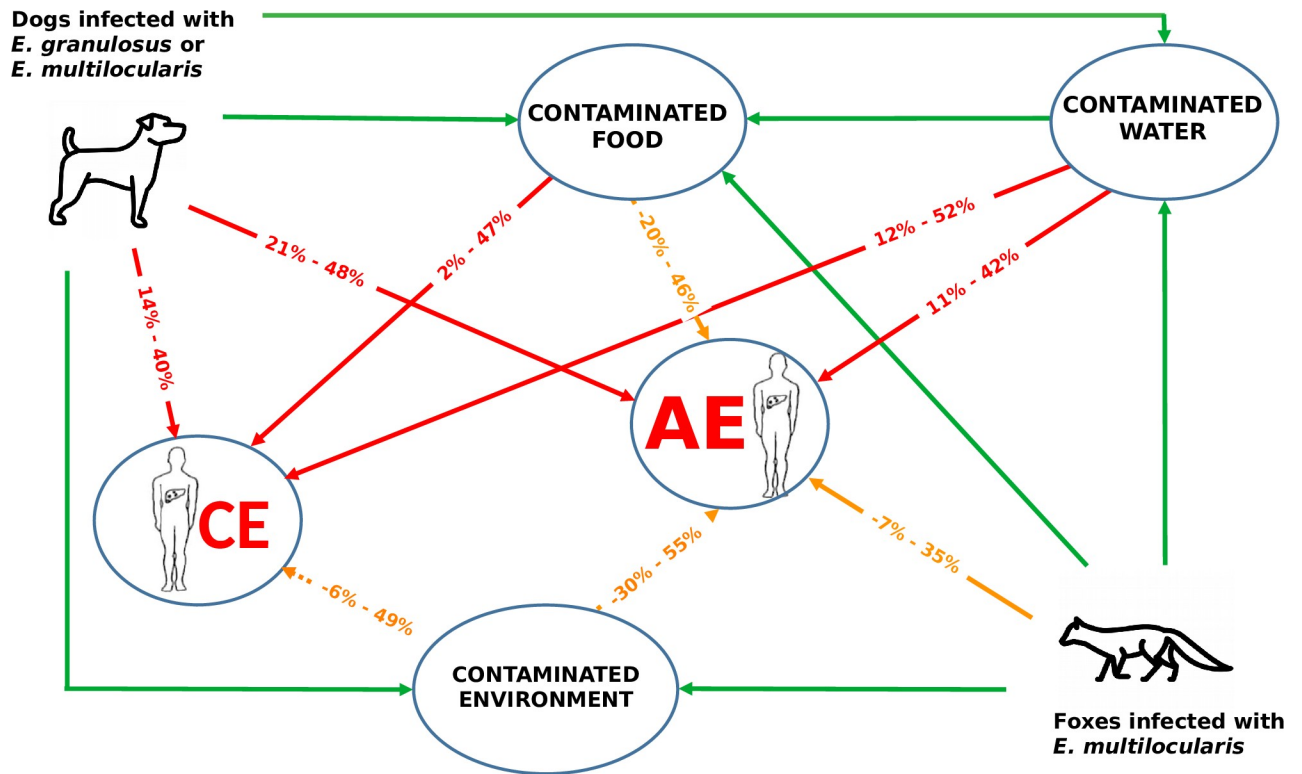 Dogs infected with
E. granulosus or
E. multilocularis
CONTAMINATED
FOOD
CONTAMINATED
WATER
21% - 48%
2% - 47%
-20% - 46%
12% - 52%
11% - 42%
14% - 40%
AE
CE
-6% - 49%
-30% - 55%
-7% - 35%
CONTAMINATED
ENVIRONMENT
Foxes infected with
E. multilocularis